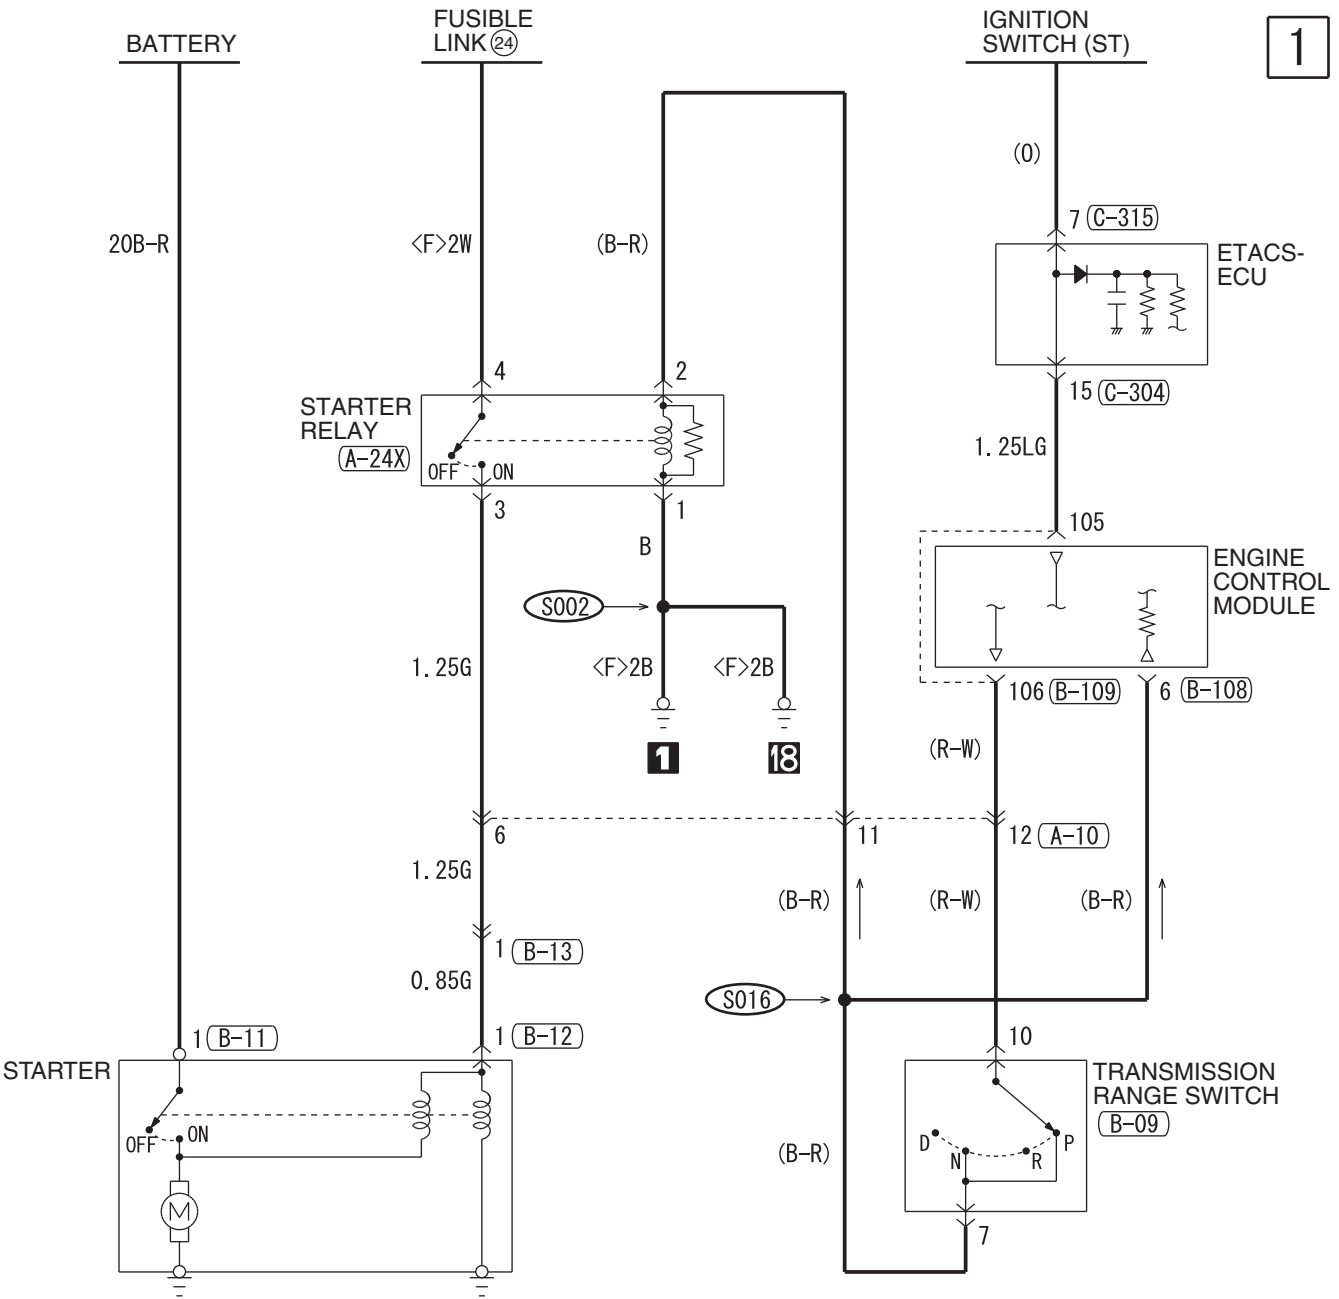 BATTERY
FUSIBLE
LINK 24
IGNITION
SWITCH (ST)
1
(O)
7 C-315
20B-R
<F>2W
(B-R)
ETACS-
ECU
4
2
15 C-304
STARTER
RELAY
A-24X
OFF
ON
1.25LG
3
1
105
B
ENGINE
CONTROL
MODULE
S002
1.25G
<F>2B
<F>2B
106 B-109
6 B-108
(R-W)
1
18
6
11
12 A-10
1.25G
(B-R)
(R-W)
(B-R)
1 B-13
0.85G
S016
1 B-11
1 B-12
10
STARTER
TRANSMISSION
RANGE SWITCH
B-09
OFF
ON
D
N
R
P
(B-R)
M
7